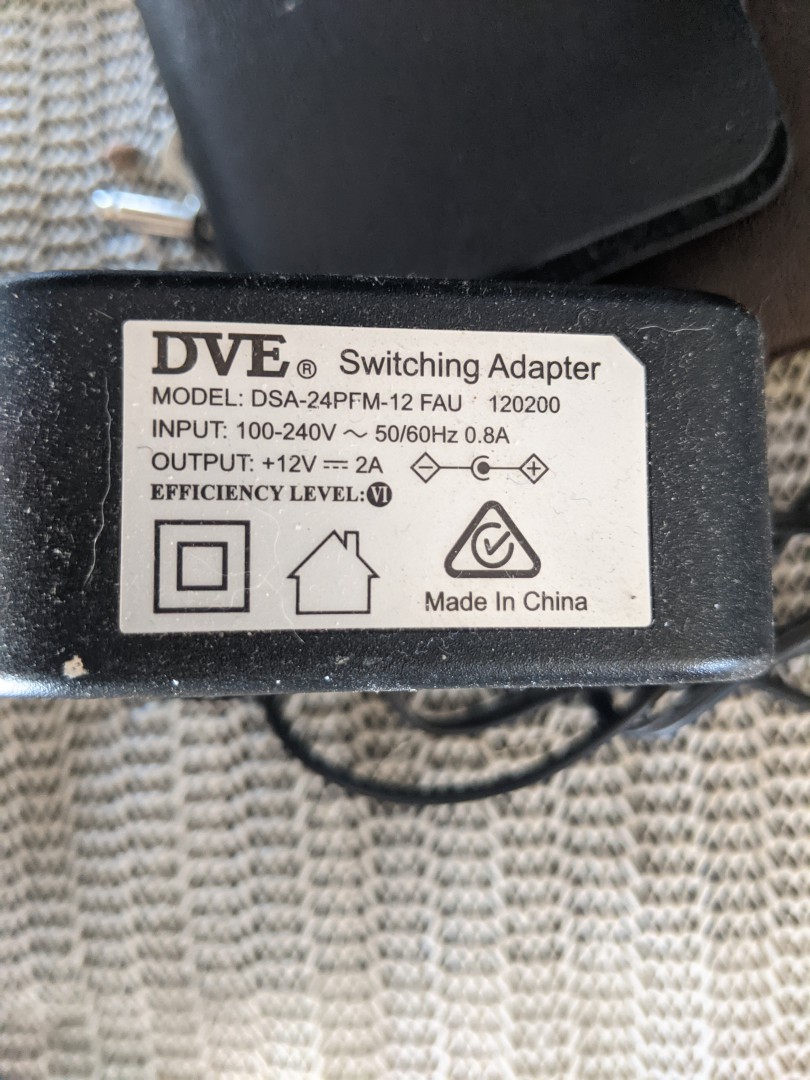 DVE® Switching Adapter
MODEL: DSA-24PFM-12 FAU 120200
INPUT: 100-240V ~ 50/60Hz 0.8A
OUTPUT: +12V ⎓ 2A - +
EFFICIENCY LEVEL: VI
Made In China